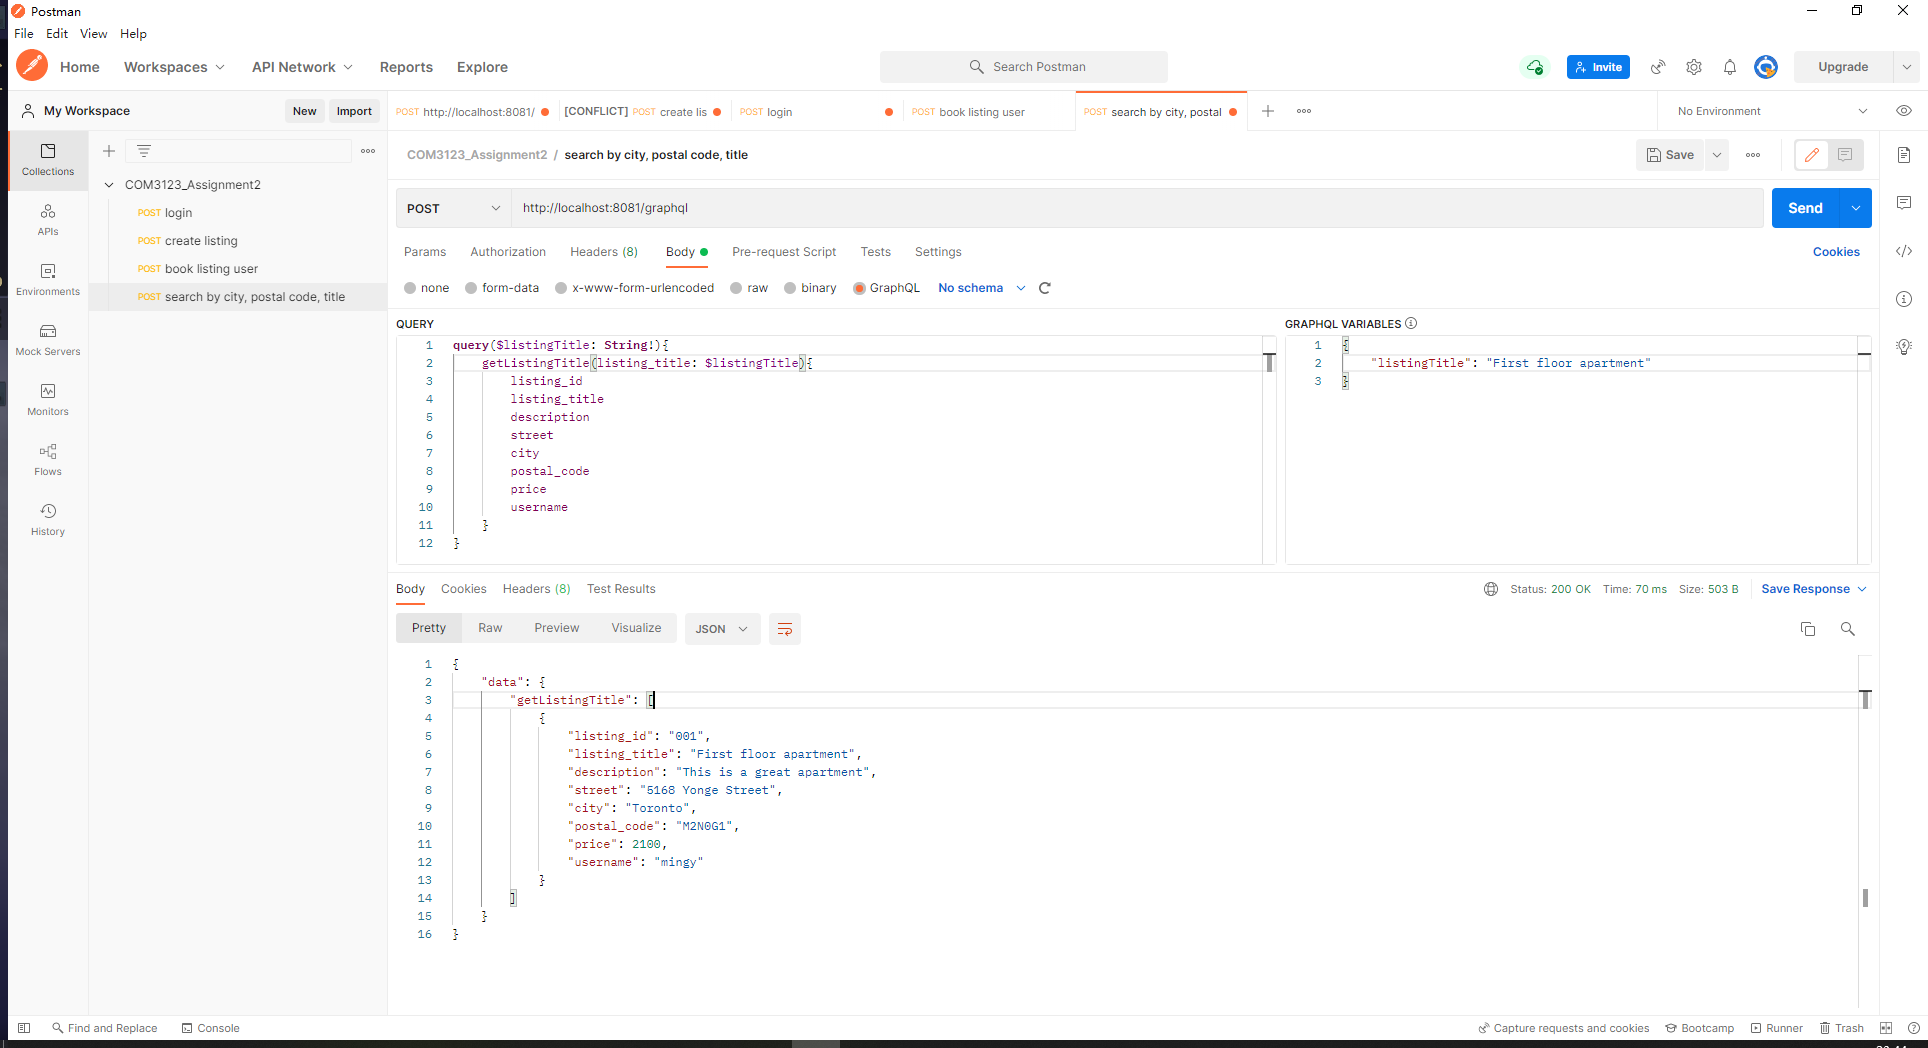 Postman
File Edit View Help
Home Workspaces API Network Reports Explore
Search Postman
Invite
Upgrade
My Workspace
New Import
POST http://localhost:8081/
[CONFLICT] POST create lis
POST login
POST book listing user
POST search by city, postal
No Environment
Collections
APIs
Environments
Mock Servers
Monitors
Flows
History
COM3123_Assignment2
POST login
POST create listing
POST book listing user
POST search by city, postal code, title
COM3123_Assignment2 / search by city, postal code, title
Save
POST http://localhost:8081/graphql
Send
Params Authorization Headers (8) Body Pre-request Script Tests Settings
Cookies
none form-data x-www-form-urlencoded raw binary GraphQL No schema
QUERY
1 query($listingTitle: String!){
2 getListingTitle(listing_title: $listingTitle){
3 listing_id
4 listing_title
5 description
6 street
7 city
8 postal_code
9 price
10 username
11 }
12 }
GRAPHQL VARIABLES
1 {
2 "listingTitle": "First floor apartment"
3 }
Body Cookies Headers (8) Test Results
Status: 200 OK Time: 70 ms Size: 503 B Save Response
Pretty Raw Preview Visualize JSON
1 {
2 "data": {
3 "getListingTitle": [
4 {
5 "listing_id": "001",
6 "listing_title": "First floor apartment",
7 "description": "This is a great apartment",
8 "street": "5168 Yonge Street",
9 "city": "Toronto",
10 "postal_code": "M2N0G1",
11 "price": 2100,
12 "username": "mingy"
13 }
14 ]
15 }
16 }
Find and Replace Console
Capture requests and cookies Bootcamp Runner Trash